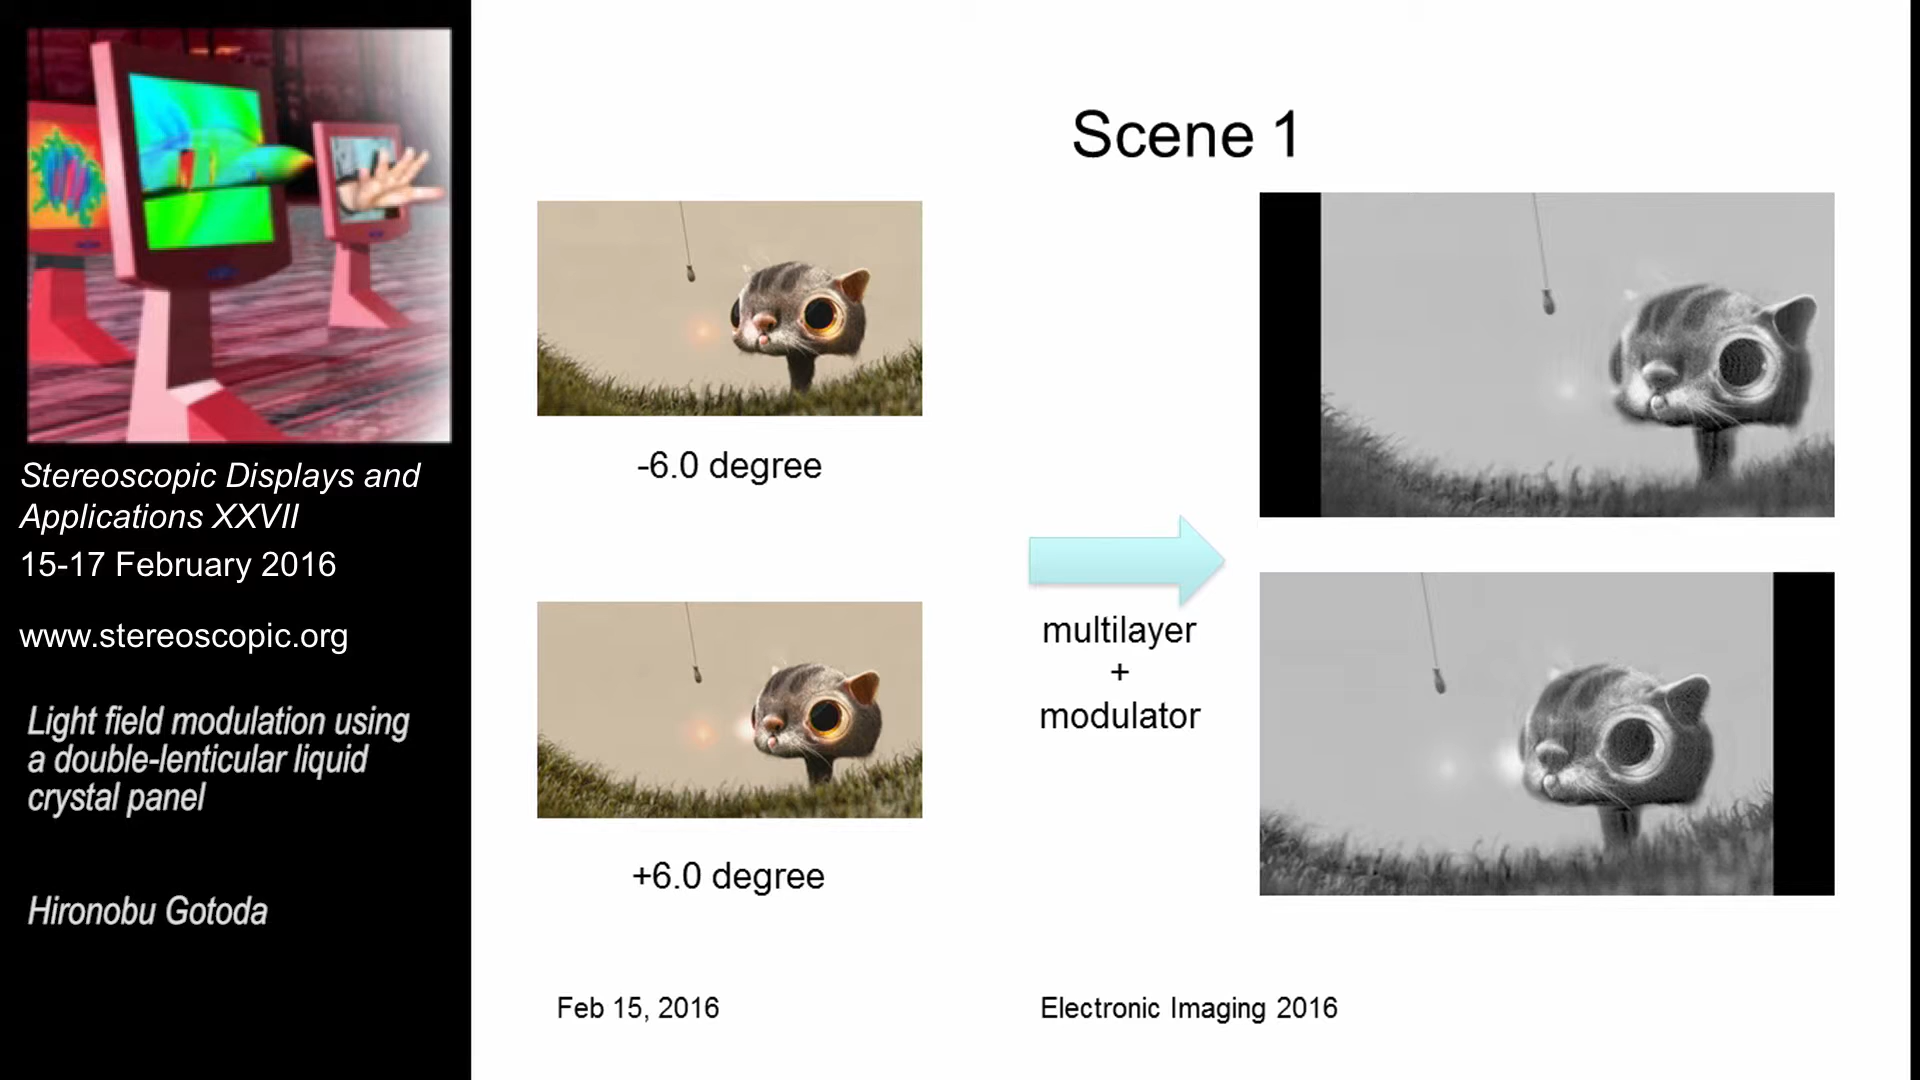 Stereoscopic Displays and
Applications XXVII
15-17 February 2016
www.stereoscopic.org
Light field modulation using
a double-lenticular liquid
crystal panel
Hironobu Gotoda
Scene 1
-6.0 degree
+6.0 degree
multilayer
+
modulator
Feb 15, 2016
Electronic Imaging 2016